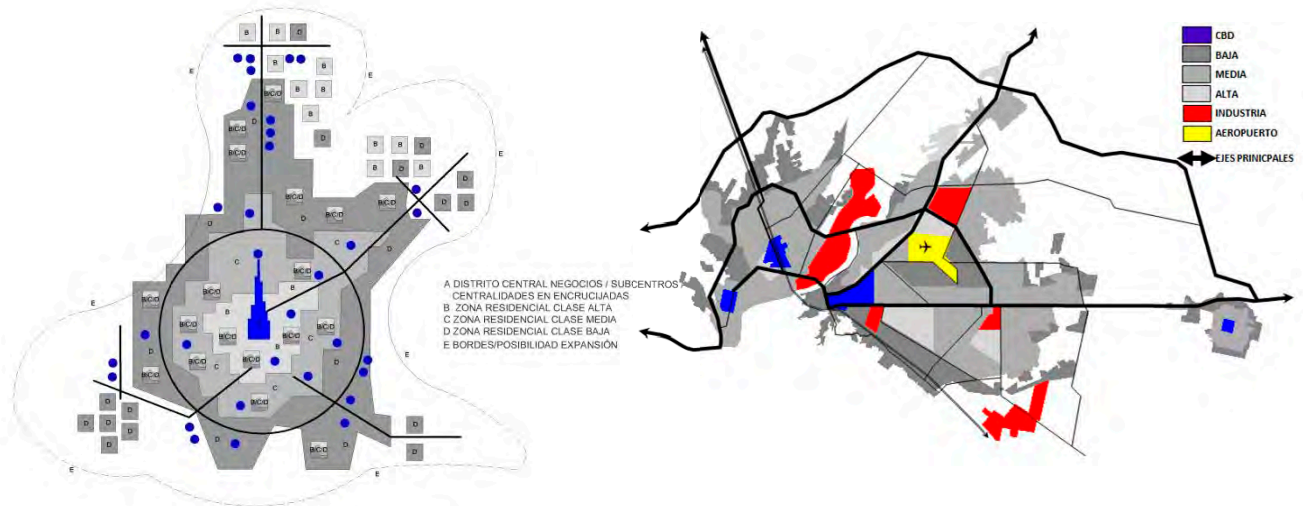 B B D
E
B
E
B
B
B/C/D
B B
E
D
B
B/C/D
D
B B D
E
B/C/D
B D B
D
B/C/D
D
B/C/D
D D
D
B/C/D
E
D
C
D
C
B/C/D
E
B
B/C/D
B/C/D
B
B/C/D
B/C/D
D
B/C/D
B/C/D
C
B
C
D
B/C/D
B/C/D
C
C
B/C/D
E
D
D
D D D
D
D
D
D
D
B/C/D
D
E
E
A DISTRITO CENTRAL NEGOCIOS / SUBCENTROS
CENTRALIDADES EN ENCRUCIJADAS
B ZONA RESIDENCIAL CLASE ALTA
C ZONA RESIDENCIAL CLASE MEDIA
D ZONA RESIDENCIAL CLASE BAJA
E BORDES/POSIBILIDAD EXPANSIÓN
CBD
BAJA
MEDIA
ALTA
INDUSTRIA
AEROPUERTO
EJES PRINICPALES